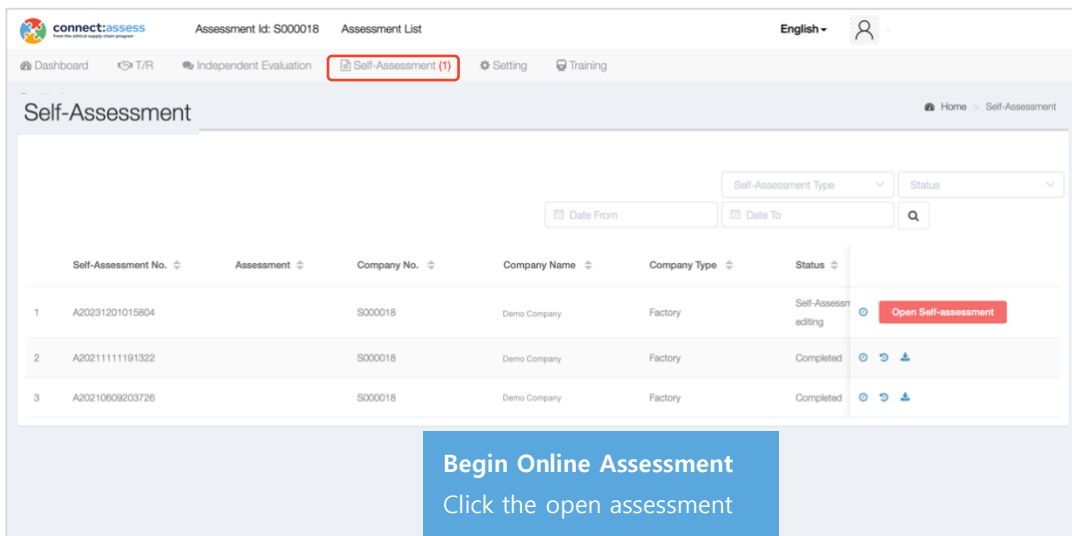 connect:assess Assessment Id: S000018 Assessment List English
from the ethical supply chain program
Dashboard T/R Independent Evaluation Self-Assessment (1) Setting Training
Self-Assessment Home > Self-Assessment
Self-Assessment Type Status
Date From Date To
Self-Assessment No. Assessment Company No. Company Name Company Type Status
1 A20231201015804 S000018 Demo Company Factory Self-Assessm editing Open Self-assessment
2 A20211111191322 S000018 Demo Company Factory Completed
3 A20210609203726 S000018 Demo Company Factory Completed
Begin Online Assessment
Click the open assessment